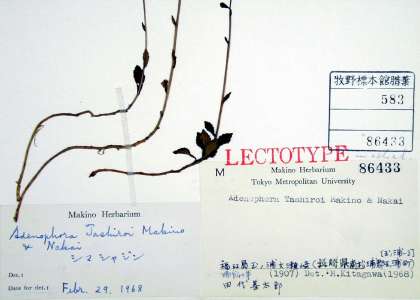 牧野標本館腊葉
583
86433
LECTOTYPE
M
Makino Herbarium
86433
Tokyo Metropolitan University
Adenophora Tashiroi Makino & Nakai
(1907) Det. M.Kitagawa(1968)
田代善太郎
Makino Herbarium
Adenophora Tashiroi Makino
& Nakai
シマシャジン
Det.:
Date for det.: Febr. 29, 1968